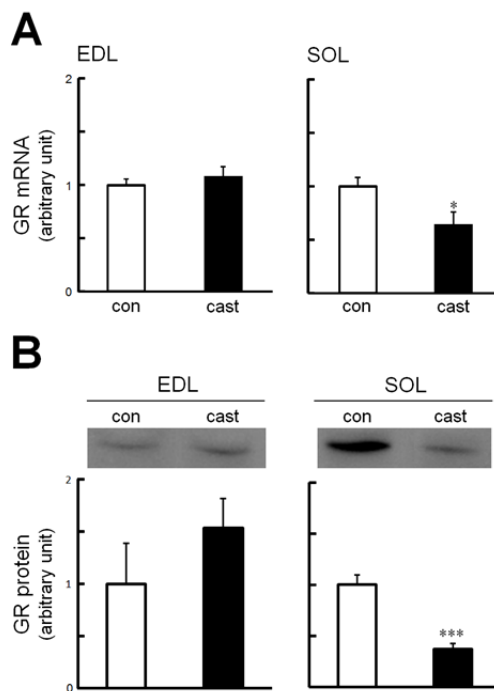 A
EDL
SOL
GR mRNA
(arbitrary unit)
2
1
0
*
con
cast
con
cast
B
EDL
SOL
con
cast
con
cast
GR protein
(arbitrary unit)
2
1
0
***